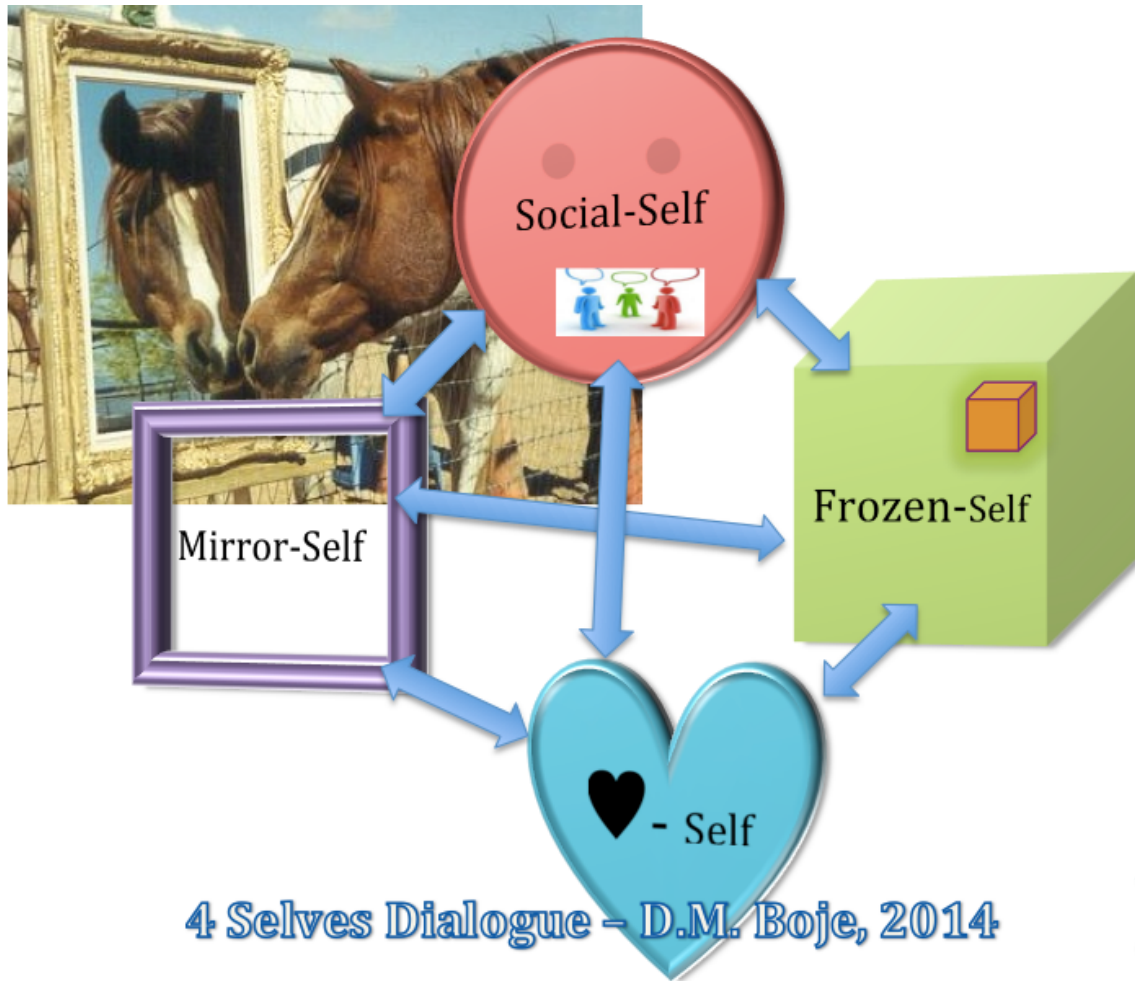 Social-Self
Frozen-Self
Mirror-Self
♥- Self
4 Selves Dialogue – D.M. Boje, 2014